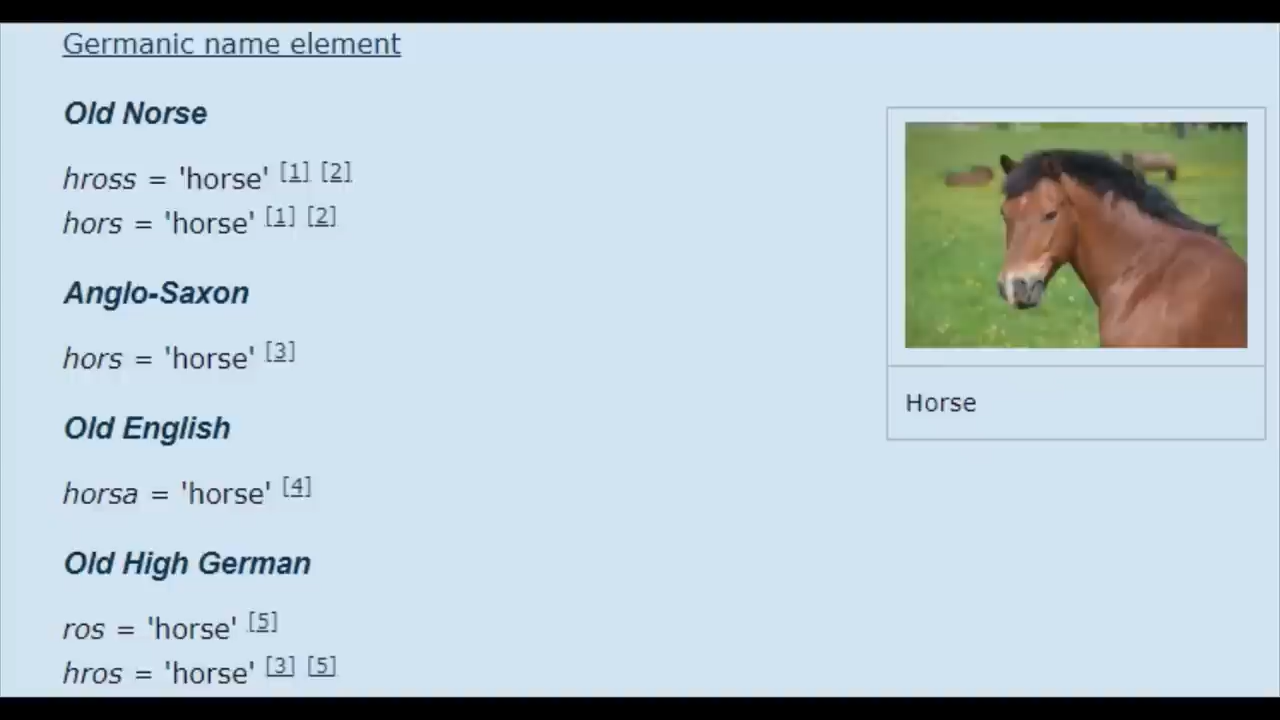 Germanic name element
Old Norse
hross = 'horse' [1] [2]
hors = 'horse' [1] [2]
Anglo-Saxon
hors = 'horse' [3]
Old English
horsa = 'horse' [4]
Old High German
ros = 'horse' [5]
hros = 'horse' [3] [5]
Horse